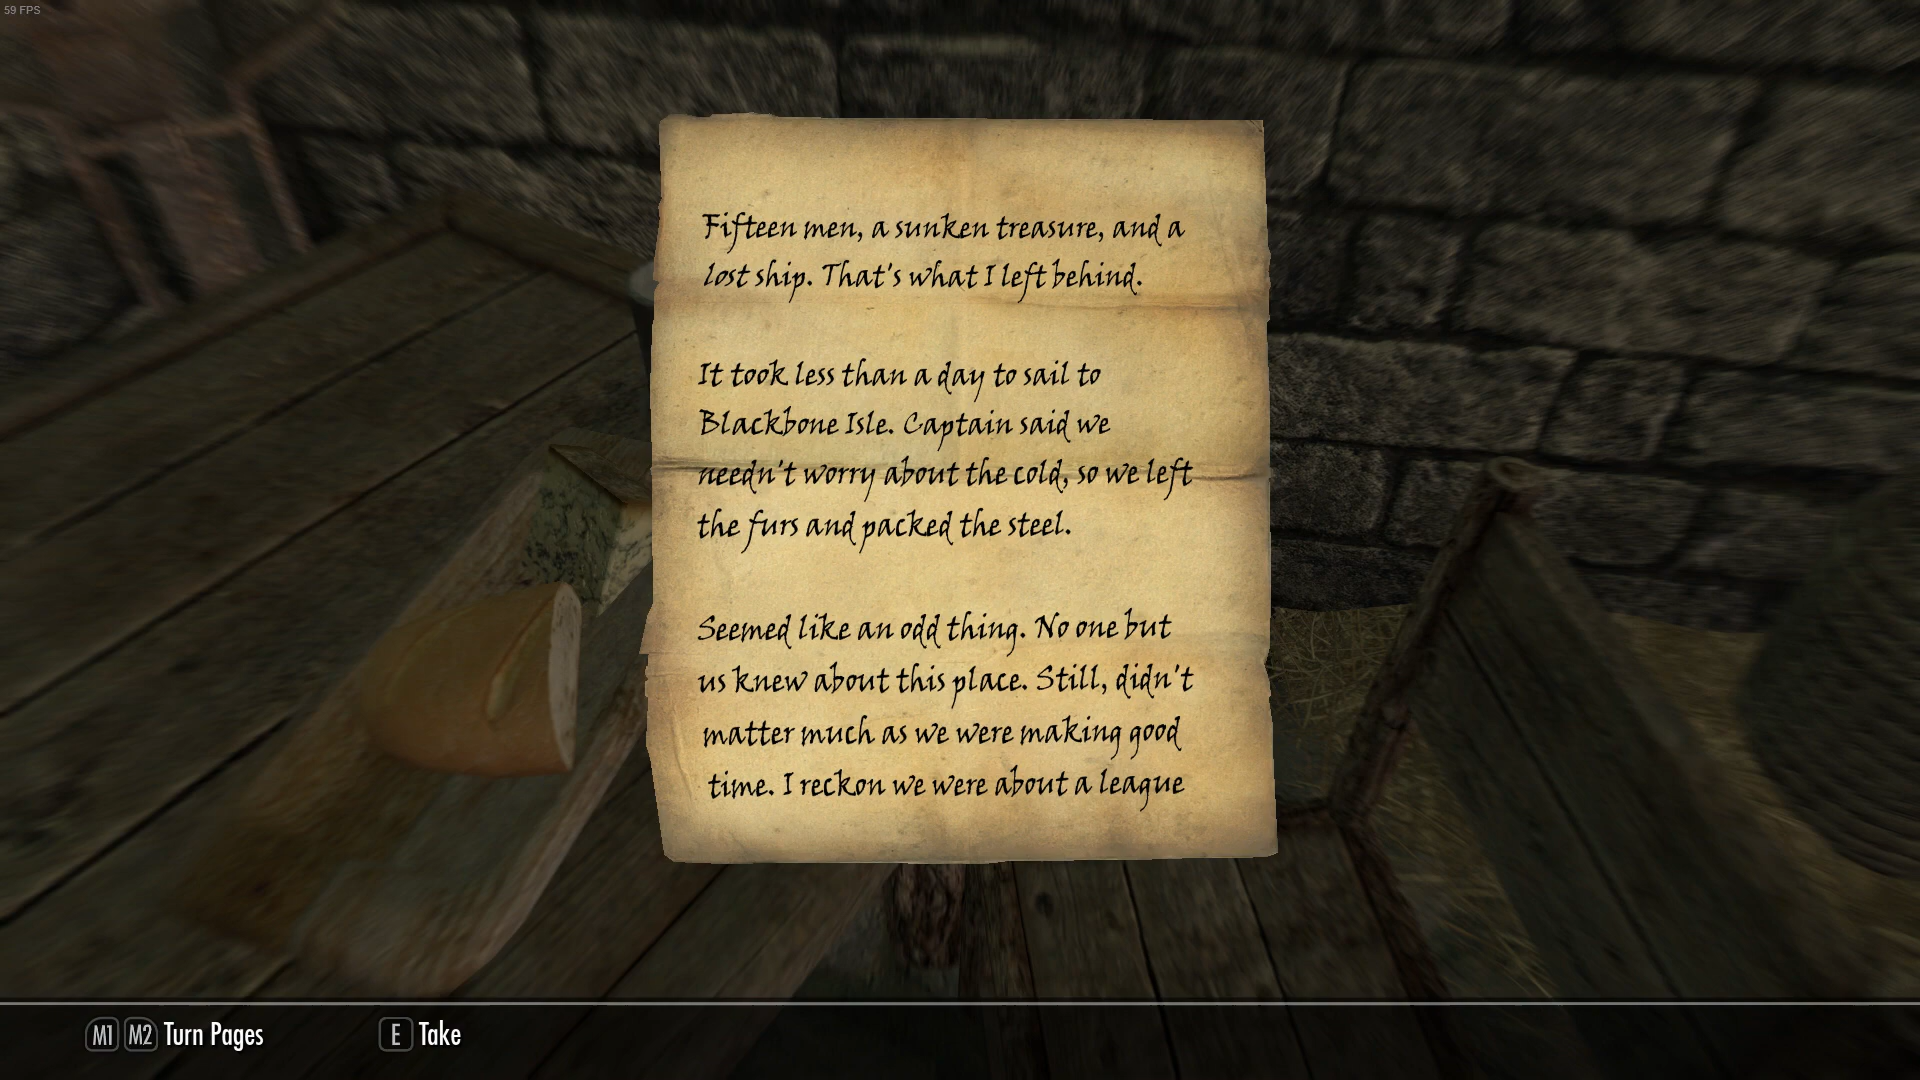 59 FPS
Fifteen men, a sunken treasure, and a
lost ship. That's what I left behind.
It took less than a day to sail to
Blackbone Isle. Captain said we
needn't worry about the cold, so we left
the furs and packed the steel.
Seemed like an odd thing. No one but
us knew about this place. Still, didn't
matter much as we were making good
time. I reckon we were about a league
M1 M2 Turn Pages E Take